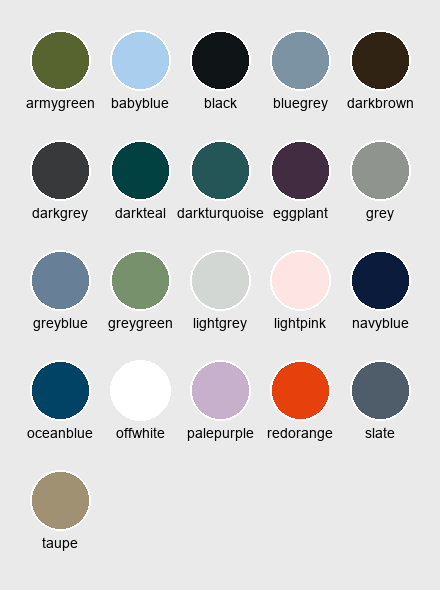 armygreen babyblue black bluegrey darkbrown
darkgrey darkteal darkturquoise eggplant grey
greyblue greygreen lightgrey lightpink navyblue
oceanblue offwhite palepurple redorange slate
taupe